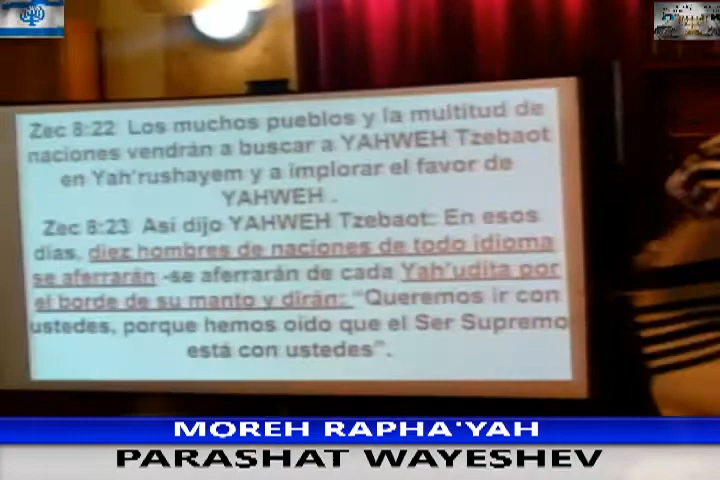 Zec 8:22 Los muchos pueblos y la multitud de
naciones vendrán a buscar a YAHWEH Tzebaot
en Yah'rushayem y a implorar el favor de
YAHWEH .
Zec 8:23 Asi dijo YAHWEH Tzebaot: En esos
días, diez hombres de naciones de todo idioma
se aferrarán -se aferrarán de cada Yah'udita por
el borde de su manto y dirán: "Queremos ir con
ustedes, porque hemos oído que el Ser Supremo
está con ustedes".
MOREH RAPHA'YAH
PARASHAT WAYESHEV